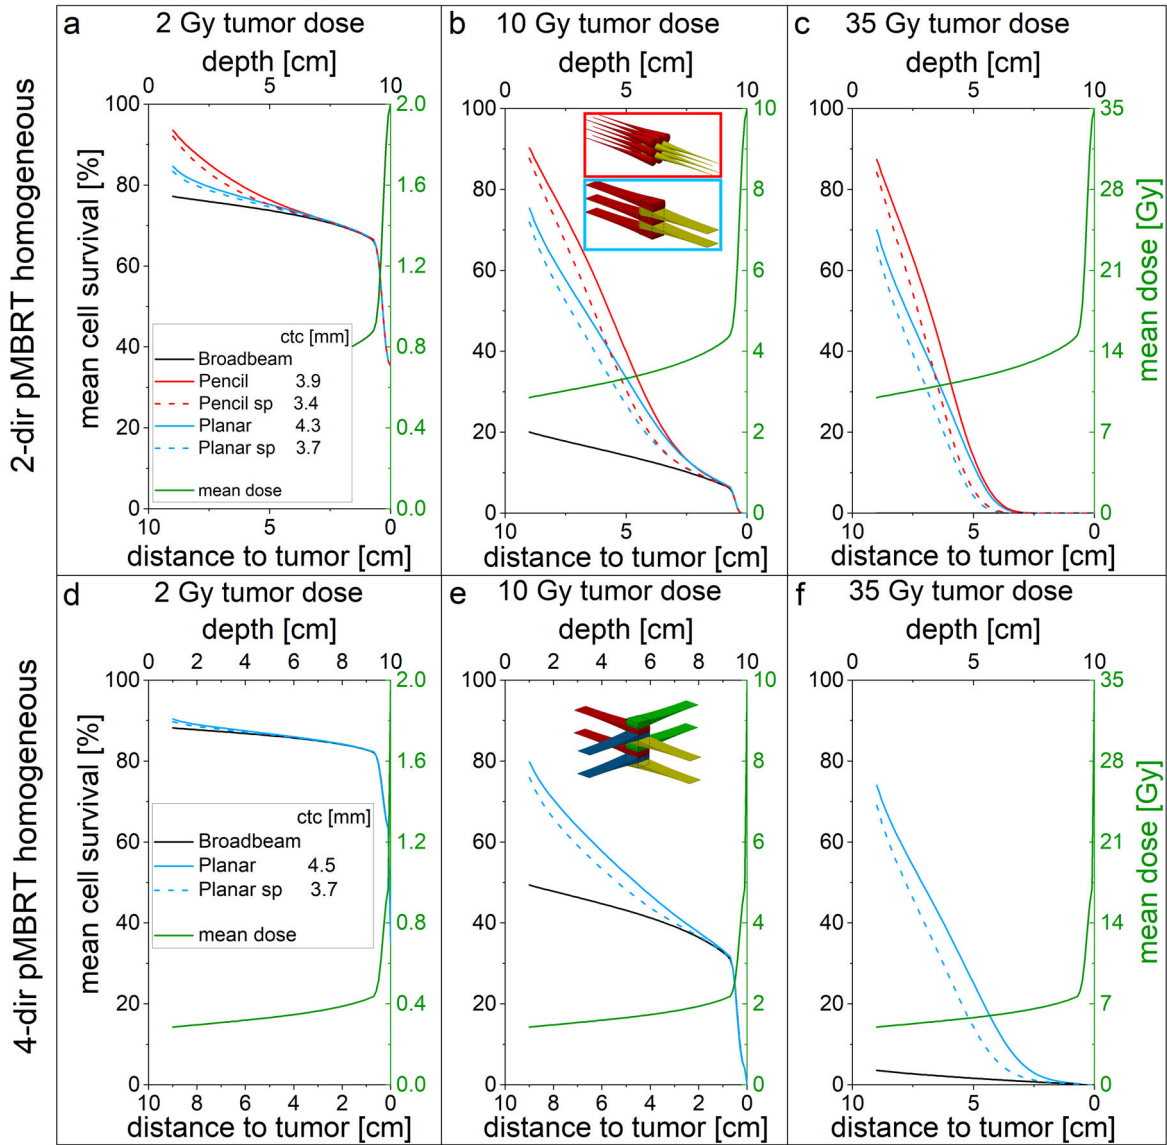 2-dir pMBRT homogeneous
a 2 Gy tumor dose
depth [cm]
0 5 10
mean cell survival [%]
100
80
60
40
20
0
2.0
1.6
1.2
0.8
0.4
0.0
ctc [mm]
Broadbeam
Pencil 3.9
Pencil sp 3.4
Planar 4.3
Planar sp 3.7
mean dose
10 5 0
distance to tumor [cm]
b 10 Gy tumor dose
depth [cm]
0 5 10
100
80
60
40
20
0
10
8
6
4
2
0
10 5 0
distance to tumor [cm]
c 35 Gy tumor dose
depth [cm]
0 5 10
100
80
60
40
20
0
35
28
21
14
7
0
mean dose [Gy]
10 5 0
distance to tumor [cm]
4-dir pMBRT homogeneous
d 2 Gy tumor dose
depth [cm]
0 2 4 6 8 10
mean cell survival [%]
100
80
60
40
20
0
2.0
1.6
1.2
0.8
0.4
0.0
ctc [mm]
Broadbeam
Planar 4.5
Planar sp 3.7
mean dose
10 8 6 4 2 0
distance to tumor [cm]
e 10 Gy tumor dose
depth [cm]
0 2 4 6 8 10
100
80
60
40
20
0
10
8
6
4
2
0
10 8 6 4 2 0
distance to tumor [cm]
f 35 Gy tumor dose
depth [cm]
0 5 10
100
80
60
40
20
0
35
28
21
14
7
0
mean dose [Gy]
10 5 0
distance to tumor [cm]